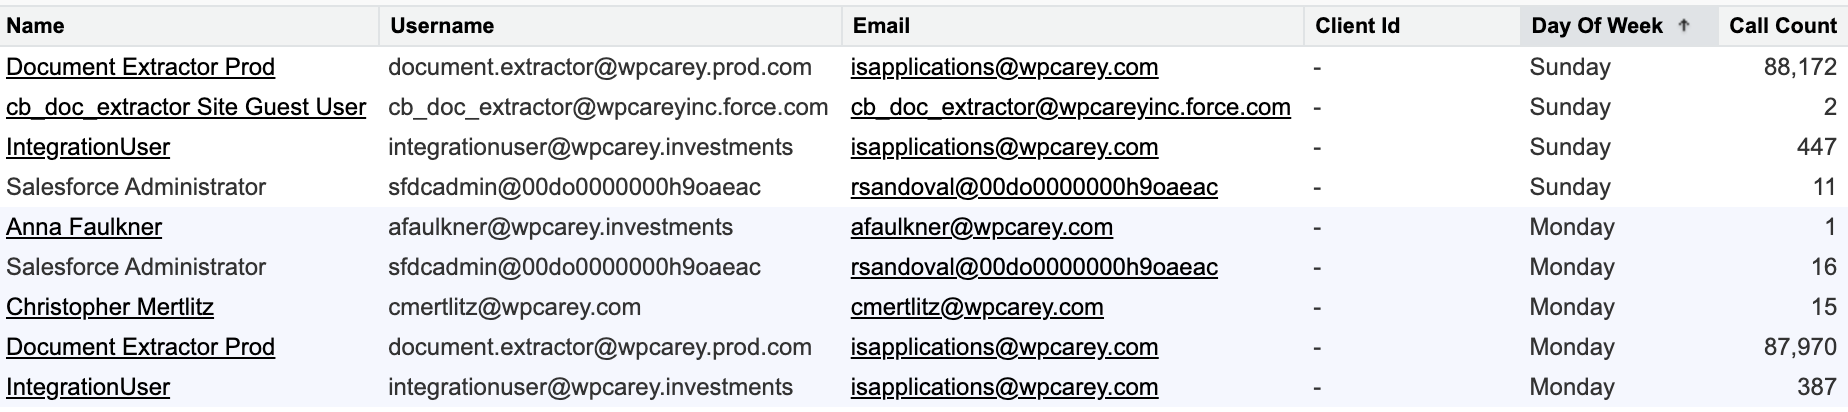 Name Username Email Client Id Day Of Week ↑ Call Count
Document Extractor Prod document.extractor@wpcarey.prod.com isapplications@wpcarey.com - Sunday 88,172
cb_doc_extractor Site Guest User cb_doc_extractor@wpcareyinc.force.com cb_doc_extractor@wpcareyinc.force.com - Sunday 2
IntegrationUser integrationuser@wpcarey.investments isapplications@wpcarey.com - Sunday 447
Salesforce Administrator sfdcadmin@00do0000000h9oaeac rsandoval@00do0000000h9oaeac - Sunday 11
Anna Faulkner afaulkner@wpcarey.investments afaulkner@wpcarey.com - Monday 1
Salesforce Administrator sfdcadmin@00do0000000h9oaeac rsandoval@00do0000000h9oaeac - Monday 16
Christopher Mertlitz cmertlitz@wpcarey.com cmertlitz@wpcarey.com - Monday 15
Document Extractor Prod document.extractor@wpcarey.prod.com isapplications@wpcarey.com - Monday 87,970
IntegrationUser integrationuser@wpcarey.investments isapplications@wpcarey.com - Monday 387